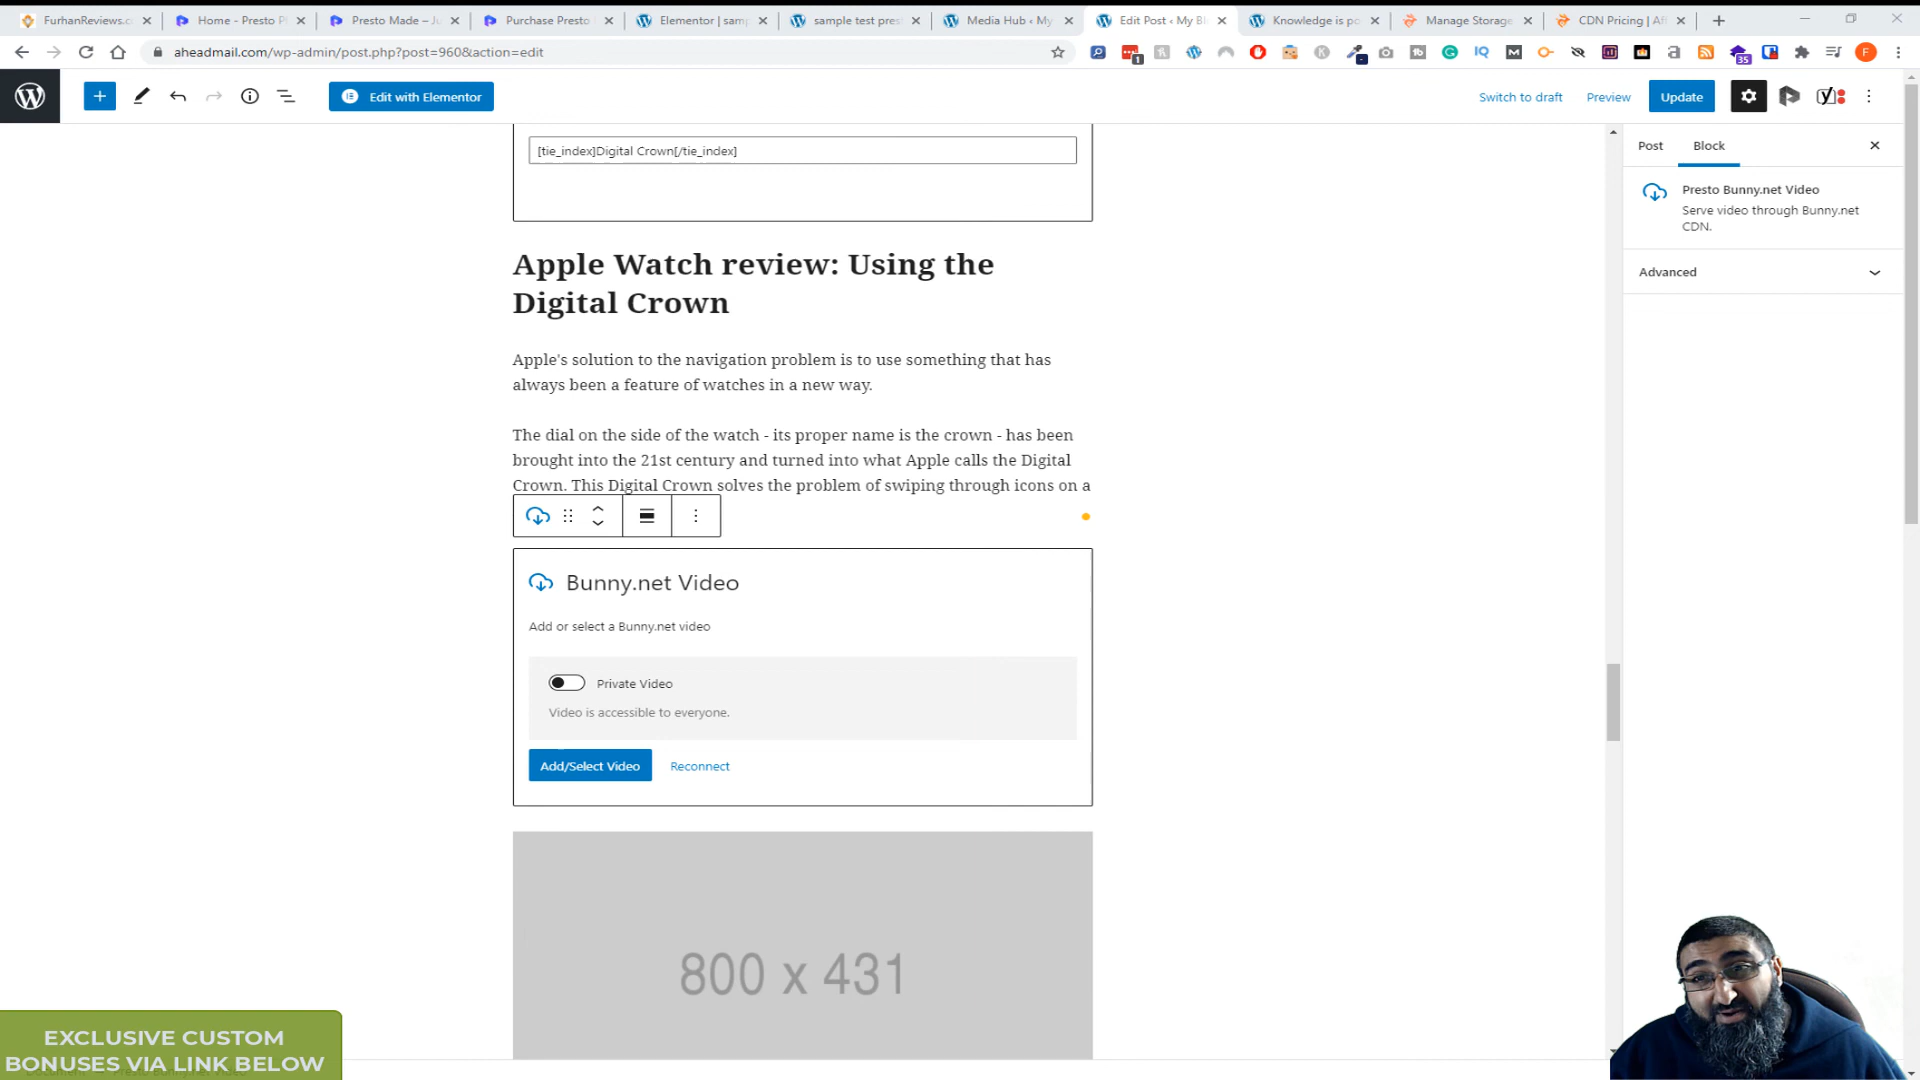 FurhanReviews.c
Home - Presto P
Presto Made – Ju
Purchase Presto
Elementor | sam
sample test pres
Media Hub ‹ My
Edit Post ‹ My Bl
Knowledge is po
Manage Storage
CDN Pricing | Aff
aheadmail.com/wp-admin/post.php?post=960&action=edit
1
35
F
Edit with Elementor
Switch to draft
Preview
Update
[tie_index]Digital Crown[/tie_index]
Post
Block
Presto Bunny.net Video
Serve video through Bunny.net
CDN.
Advanced
Apple Watch review: Using the
Digital Crown
Apple's solution to the navigation problem is to use something that has
always been a feature of watches in a new way.
The dial on the side of the watch - its proper name is the crown - has been
brought into the 21st century and turned into what Apple calls the Digital
Crown. This Digital Crown solves the problem of swiping through icons on a
Bunny.net Video
Add or select a Bunny.net video
Private Video
Video is accessible to everyone.
Add/Select Video
Reconnect
800 x 431
EXCLUSIVE CUSTOM
BONUSES VIA LINK BELOW